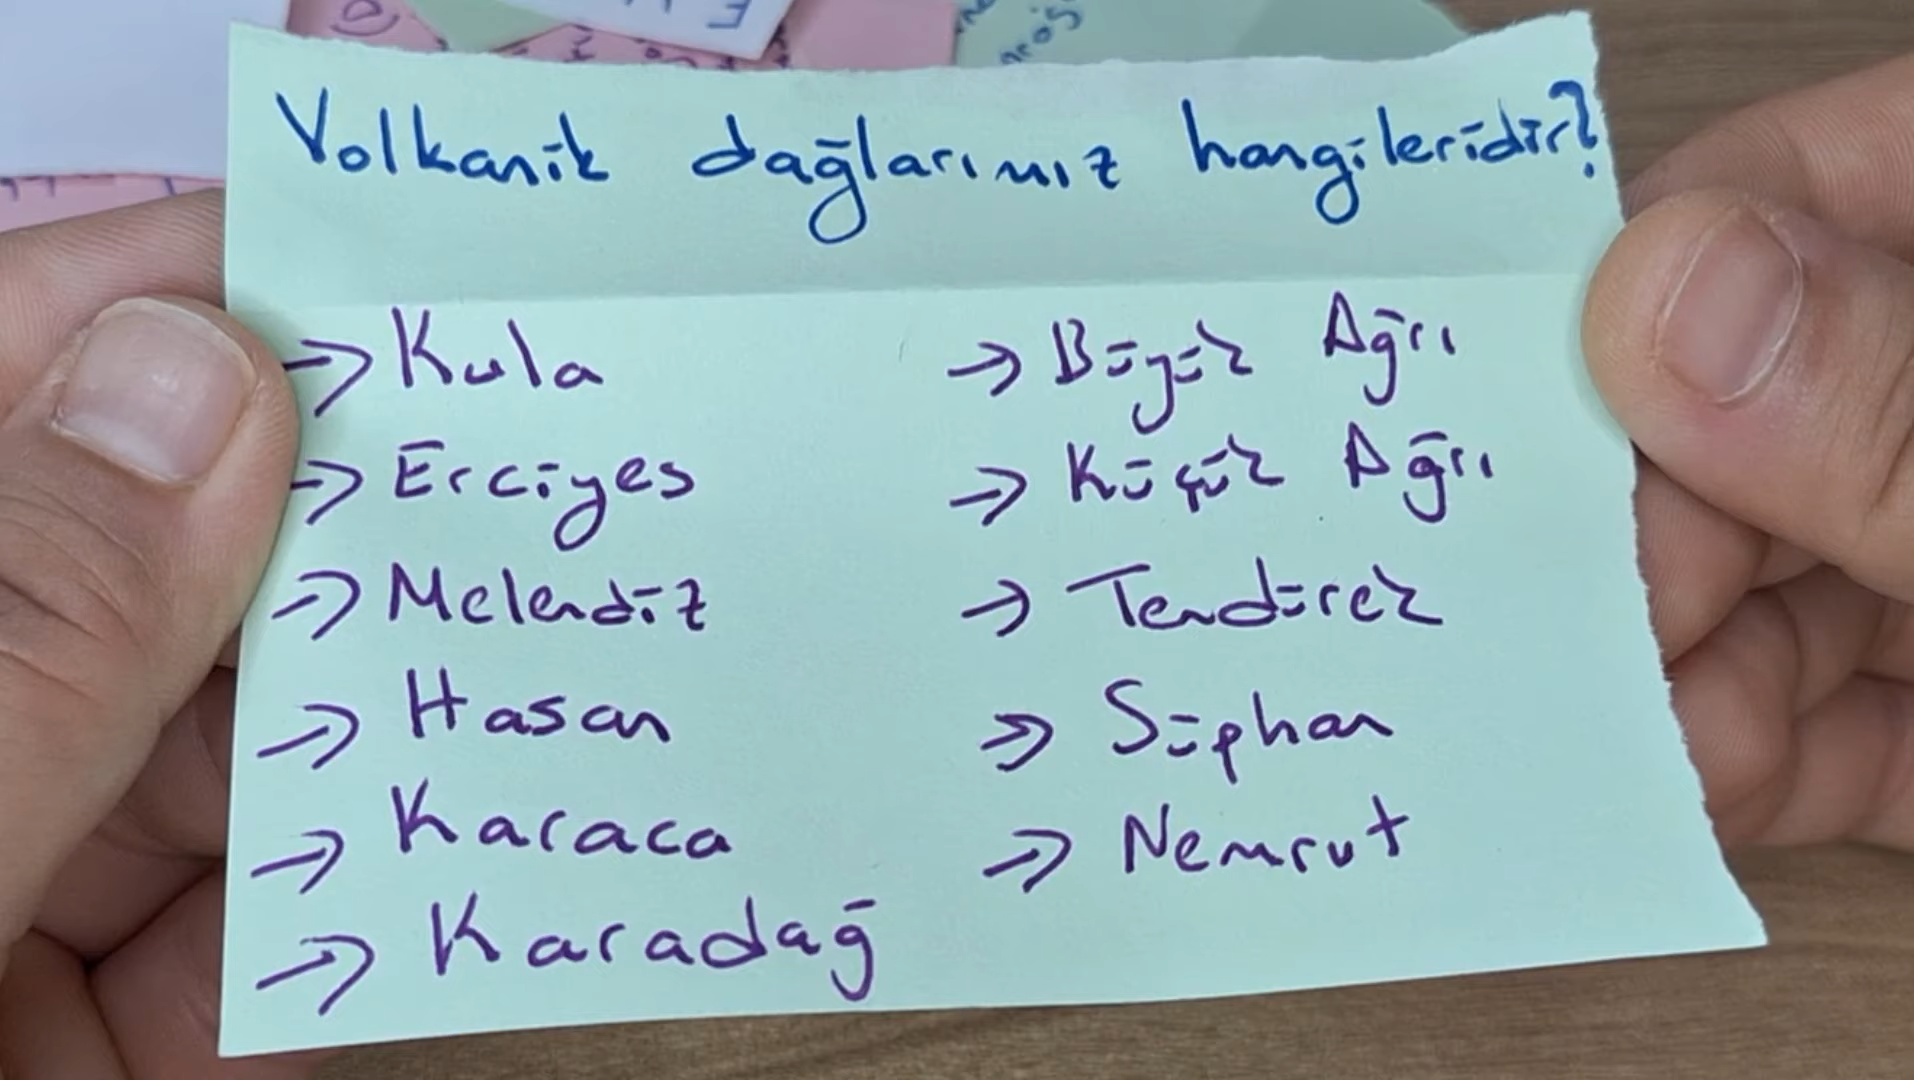 Volkanik dağlarımız hangileridir?
→ Kula
→ Erciyes
→ Melendiz
→ Hasan
→ Karaca
→ Karadağ
→ Büyük Ağrı
→ Küçük Ağrı
→ Tendürek
→ Süphan
→ Nemrut